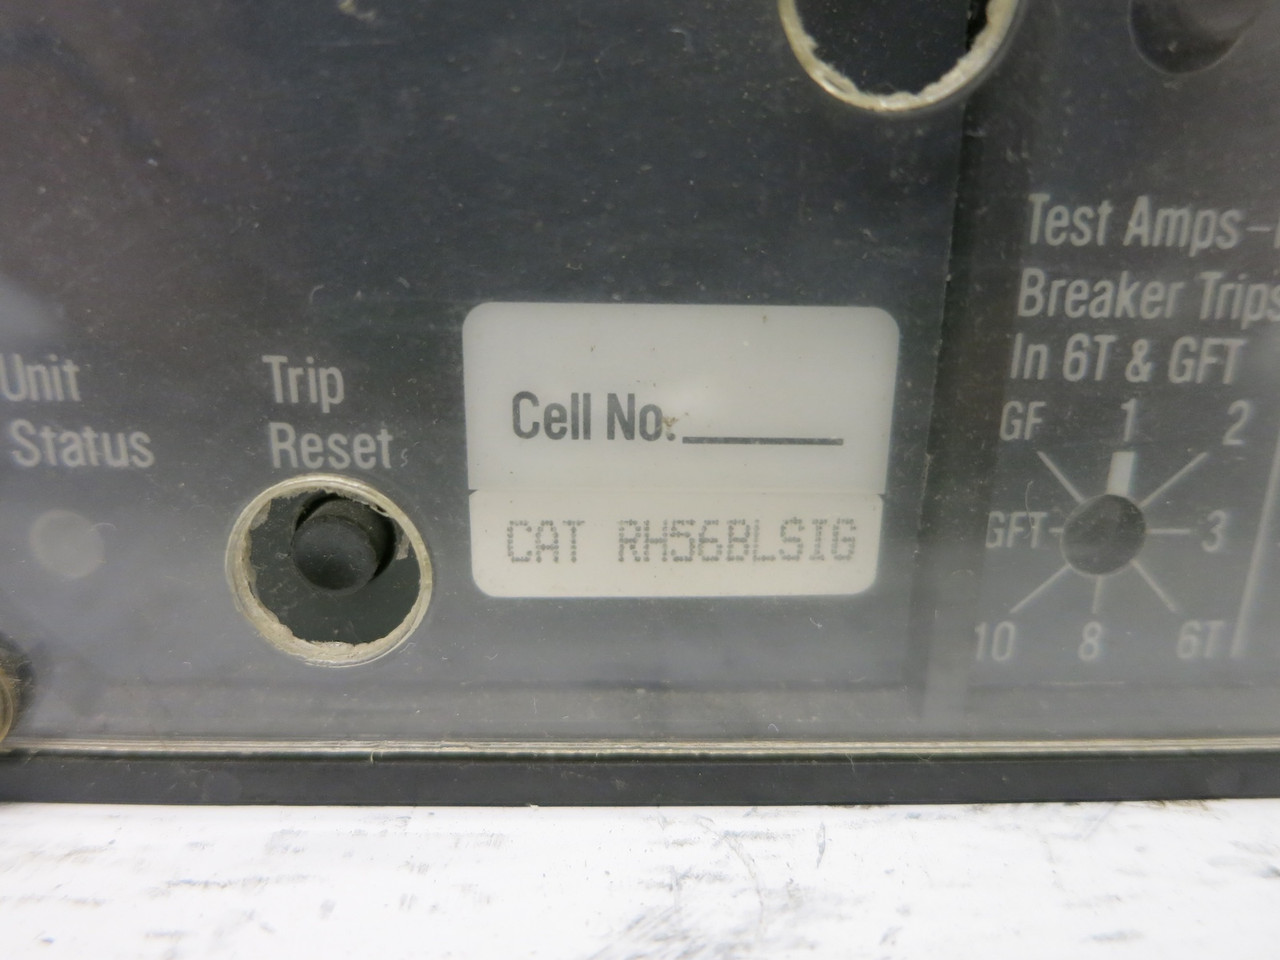 Unit
Status
Trip
Reset
Cell No.
CAT RH56BLSIG
Test Amps-
Breaker Trips
In 6T & GFT
GF 1 2
GFT 3
10 8 6T